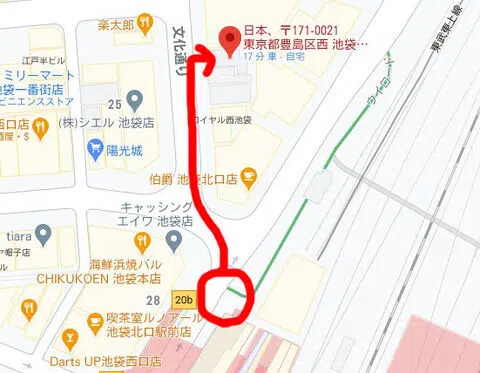 楽太郎
文化通り
日本、〒171-0021
東京都豊島区西 池袋…
17 分 車 - 自宅
江戸半ビル
ミリーマート
池袋一番街店
ビニエンスストア
25
(株)シエル 池袋店
西口店
酒屋・$
陽光城
ロイヤル西池袋
伯爵 池袋北口店
東武東上線
キャッシング
エイワ 池袋店
tiara
ヤ帽子店
海鮮浜焼バル
CHIKUKOEN 池袋本店
28
20b
喫茶室ルノアール
池袋北口駅前店
Darts UP池袋西口店